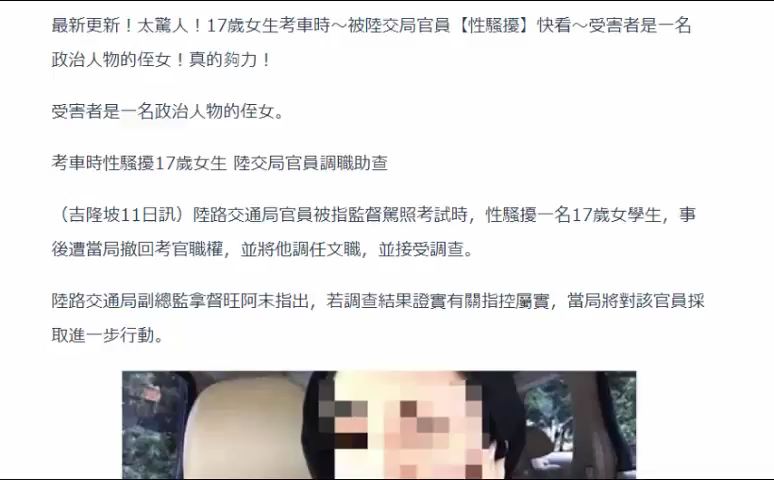 最新更新！太驚人！17歲女生考車時～被陸交局官員【性騷擾】快看～受害者是一名
政治人物的侄女！真的夠力！
受害者是一名政治人物的侄女。
考車時性騷擾17歲女生 陸交局官員調職助查
（吉隆坡11日訊）陸路交通局官員被指監督駕照考試時，性騷擾一名17歲女學生，事
後遭當局撤回考官職權，並將他調任文職，並接受調查。
陸路交通局副總監拿督旺阿末指出，若調查結果證實有關指控屬實，當局將對該官員採
取進一步行動。